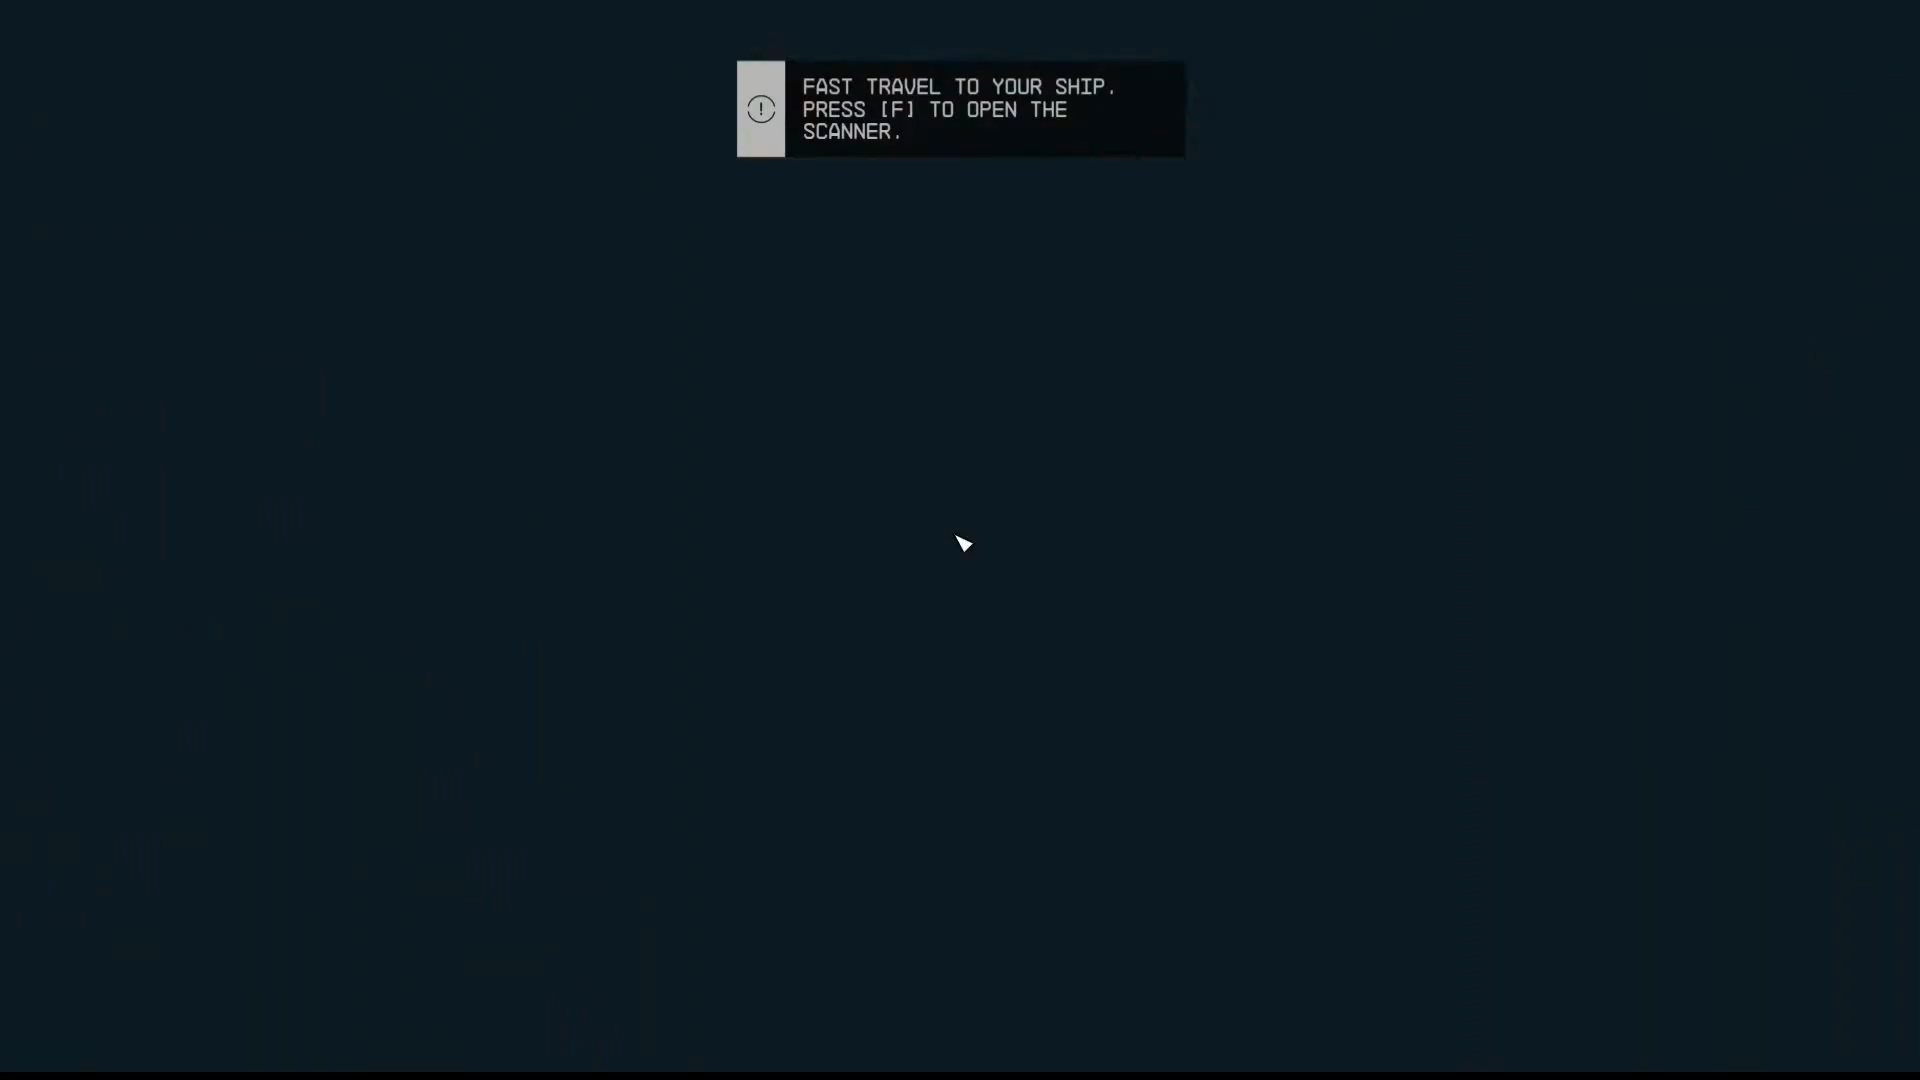 FAST TRAVEL TO YOUR SHIP.
PRESS [F] TO OPEN THE
SCANNER.